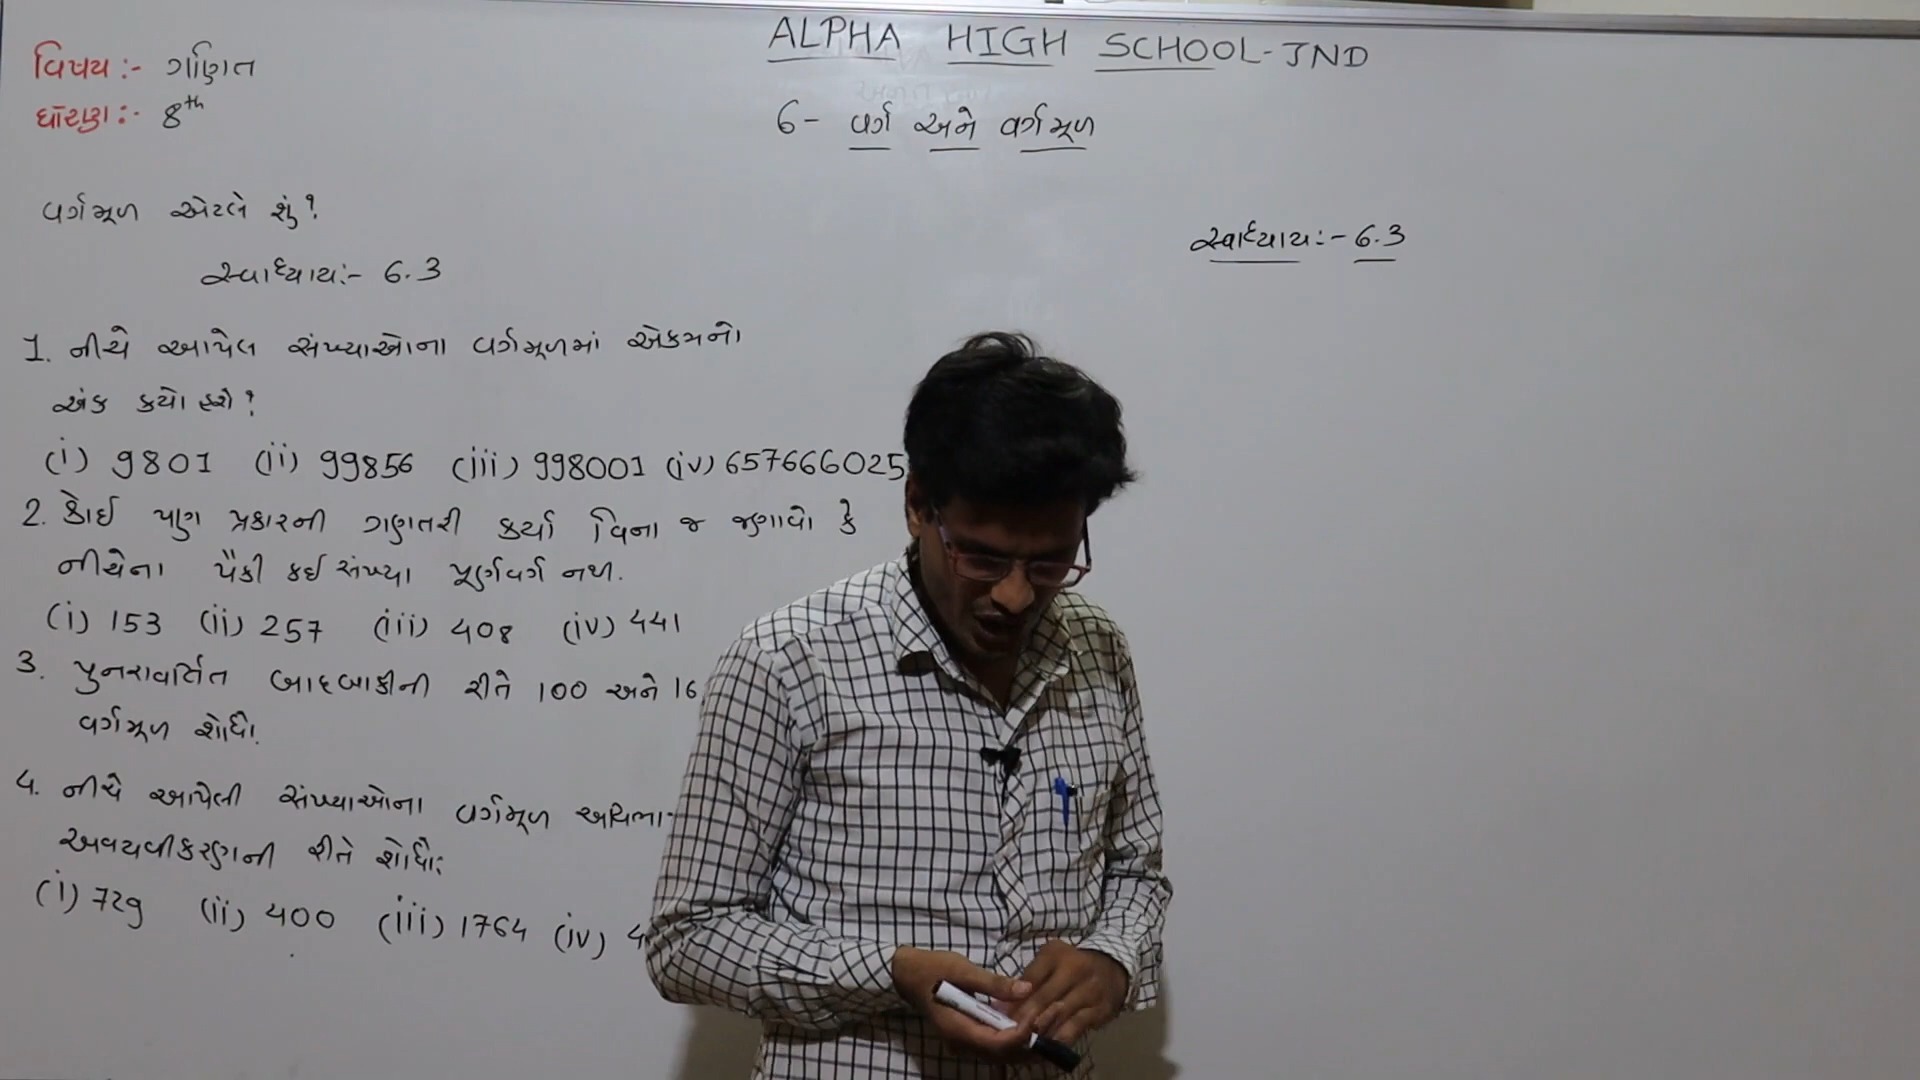 ALPHA HIGH SCHOOL-JND
વિષય :- ગણિત
ધોરણ :- 8th
6- વર્ગ અને વર્ગમૂળ
વર્ગમૂળ એટલે શું?
સ્વાધ્યાય:- 6.3
સ્વાધ્યાય:- 6.3
1. નીચે આપેલ સંખ્યાઓના વર્ગમૂળમાં એકમનો
અંક કયો હશે?
(i) 9801 (ii) 99856 (iii) 998001 (iv) 657666025
2. કોઈ પણ પ્રકારની ગણતરી કર્યા વિના જ જણાવો કે
નીચેના પૈકી કઈ સંખ્યા પૂર્ણવર્ગ નથી.
(i) 153 (ii) 257 (iii) 408 (iv) 441
3. પુનરાવર્તિત બાદબાકીની રીતે 100 અને 16
વર્ગમૂળ શોધો.
4. નીચે આપેલી સંખ્યાઓના વર્ગમૂળ અવિભા
અવયવીકરણની રીતે શોધો:
(i) 729 (ii) 400 (iii) 1764 (iv) 4